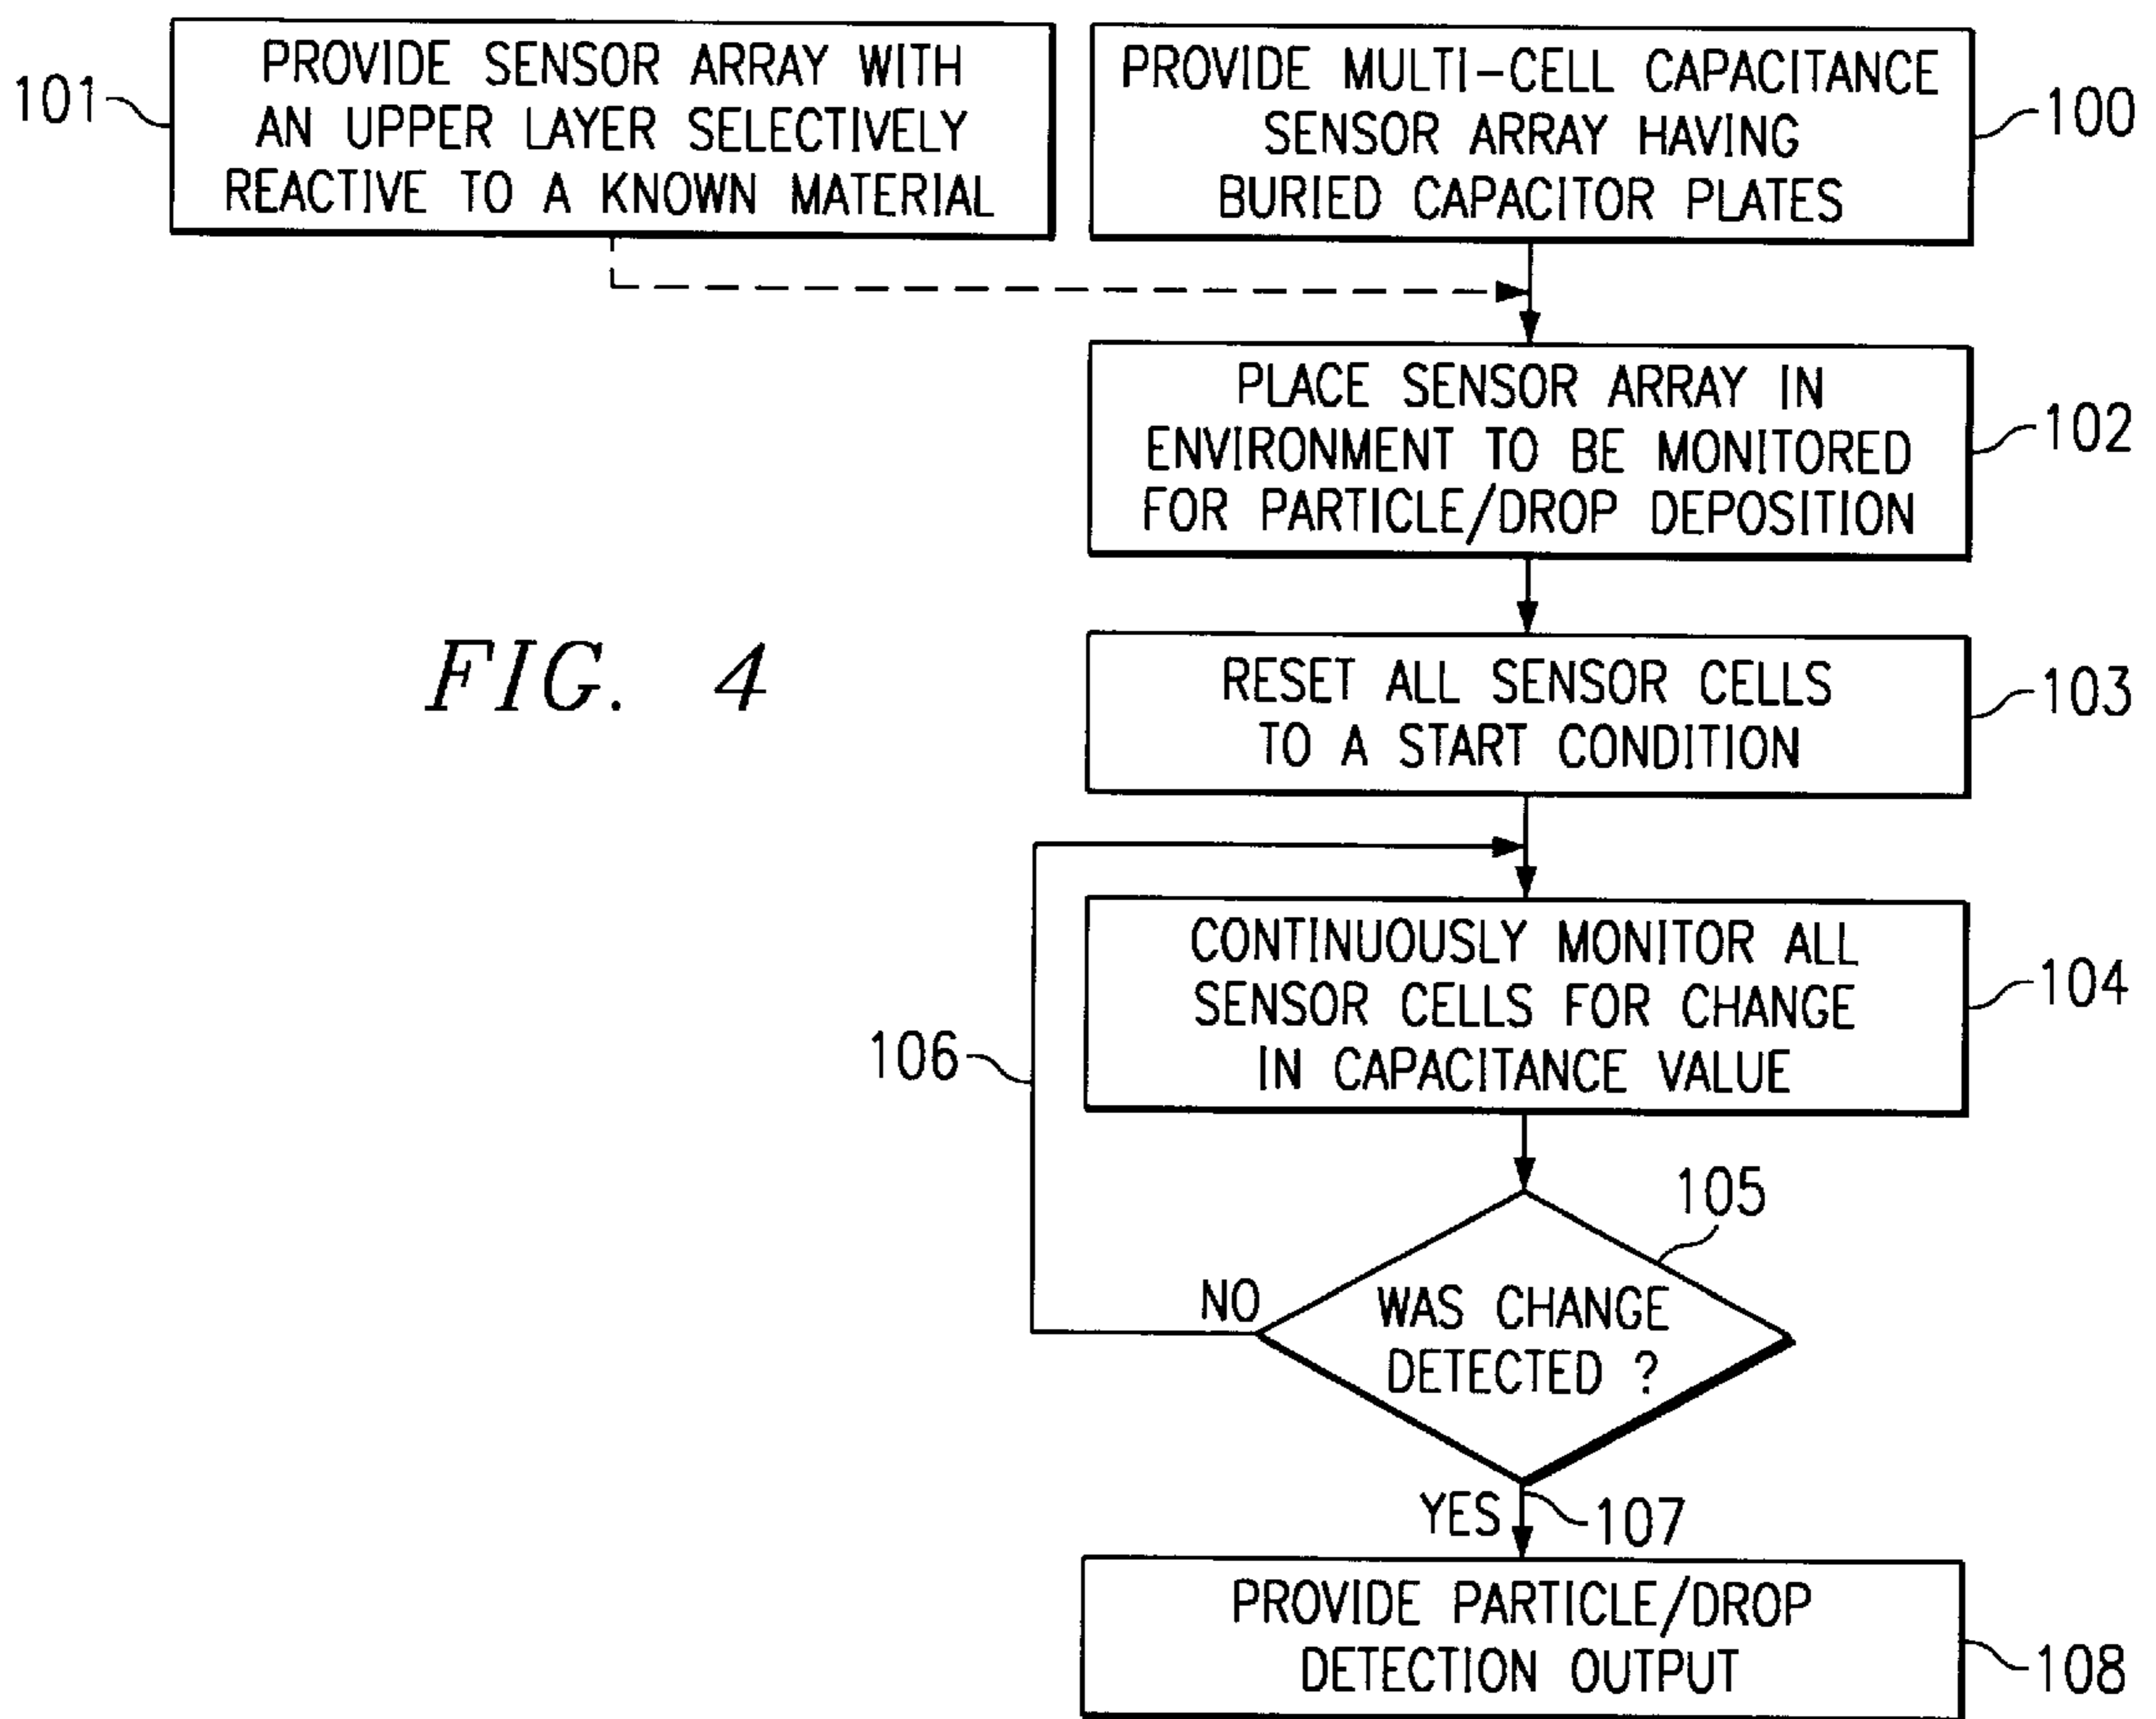 PROVIDE SENSOR ARRAY WITH
AN UPPER LAYER SELECTIVELY
REACTIVE TO A KNOWN MATERIAL
101
PROVIDE MULTI-CELL CAPACITANCE
SENSOR ARRAY HAVING
BURIED CAPACITOR PLATES
100
PLACE SENSOR ARRAY IN
ENVIRONMENT TO BE MONITORED
FOR PARTICLE/DROP DEPOSITION
102
FIG. 4
RESET ALL SENSOR CELLS
TO A START CONDITION
103
CONTINUOUSLY MONITOR ALL
SENSOR CELLS FOR CHANGE
IN CAPACITANCE VALUE
104
106
105
NO
WAS CHANGE
DETECTED ?
YES
107
PROVIDE PARTICLE/DROP
DETECTION OUTPUT
108